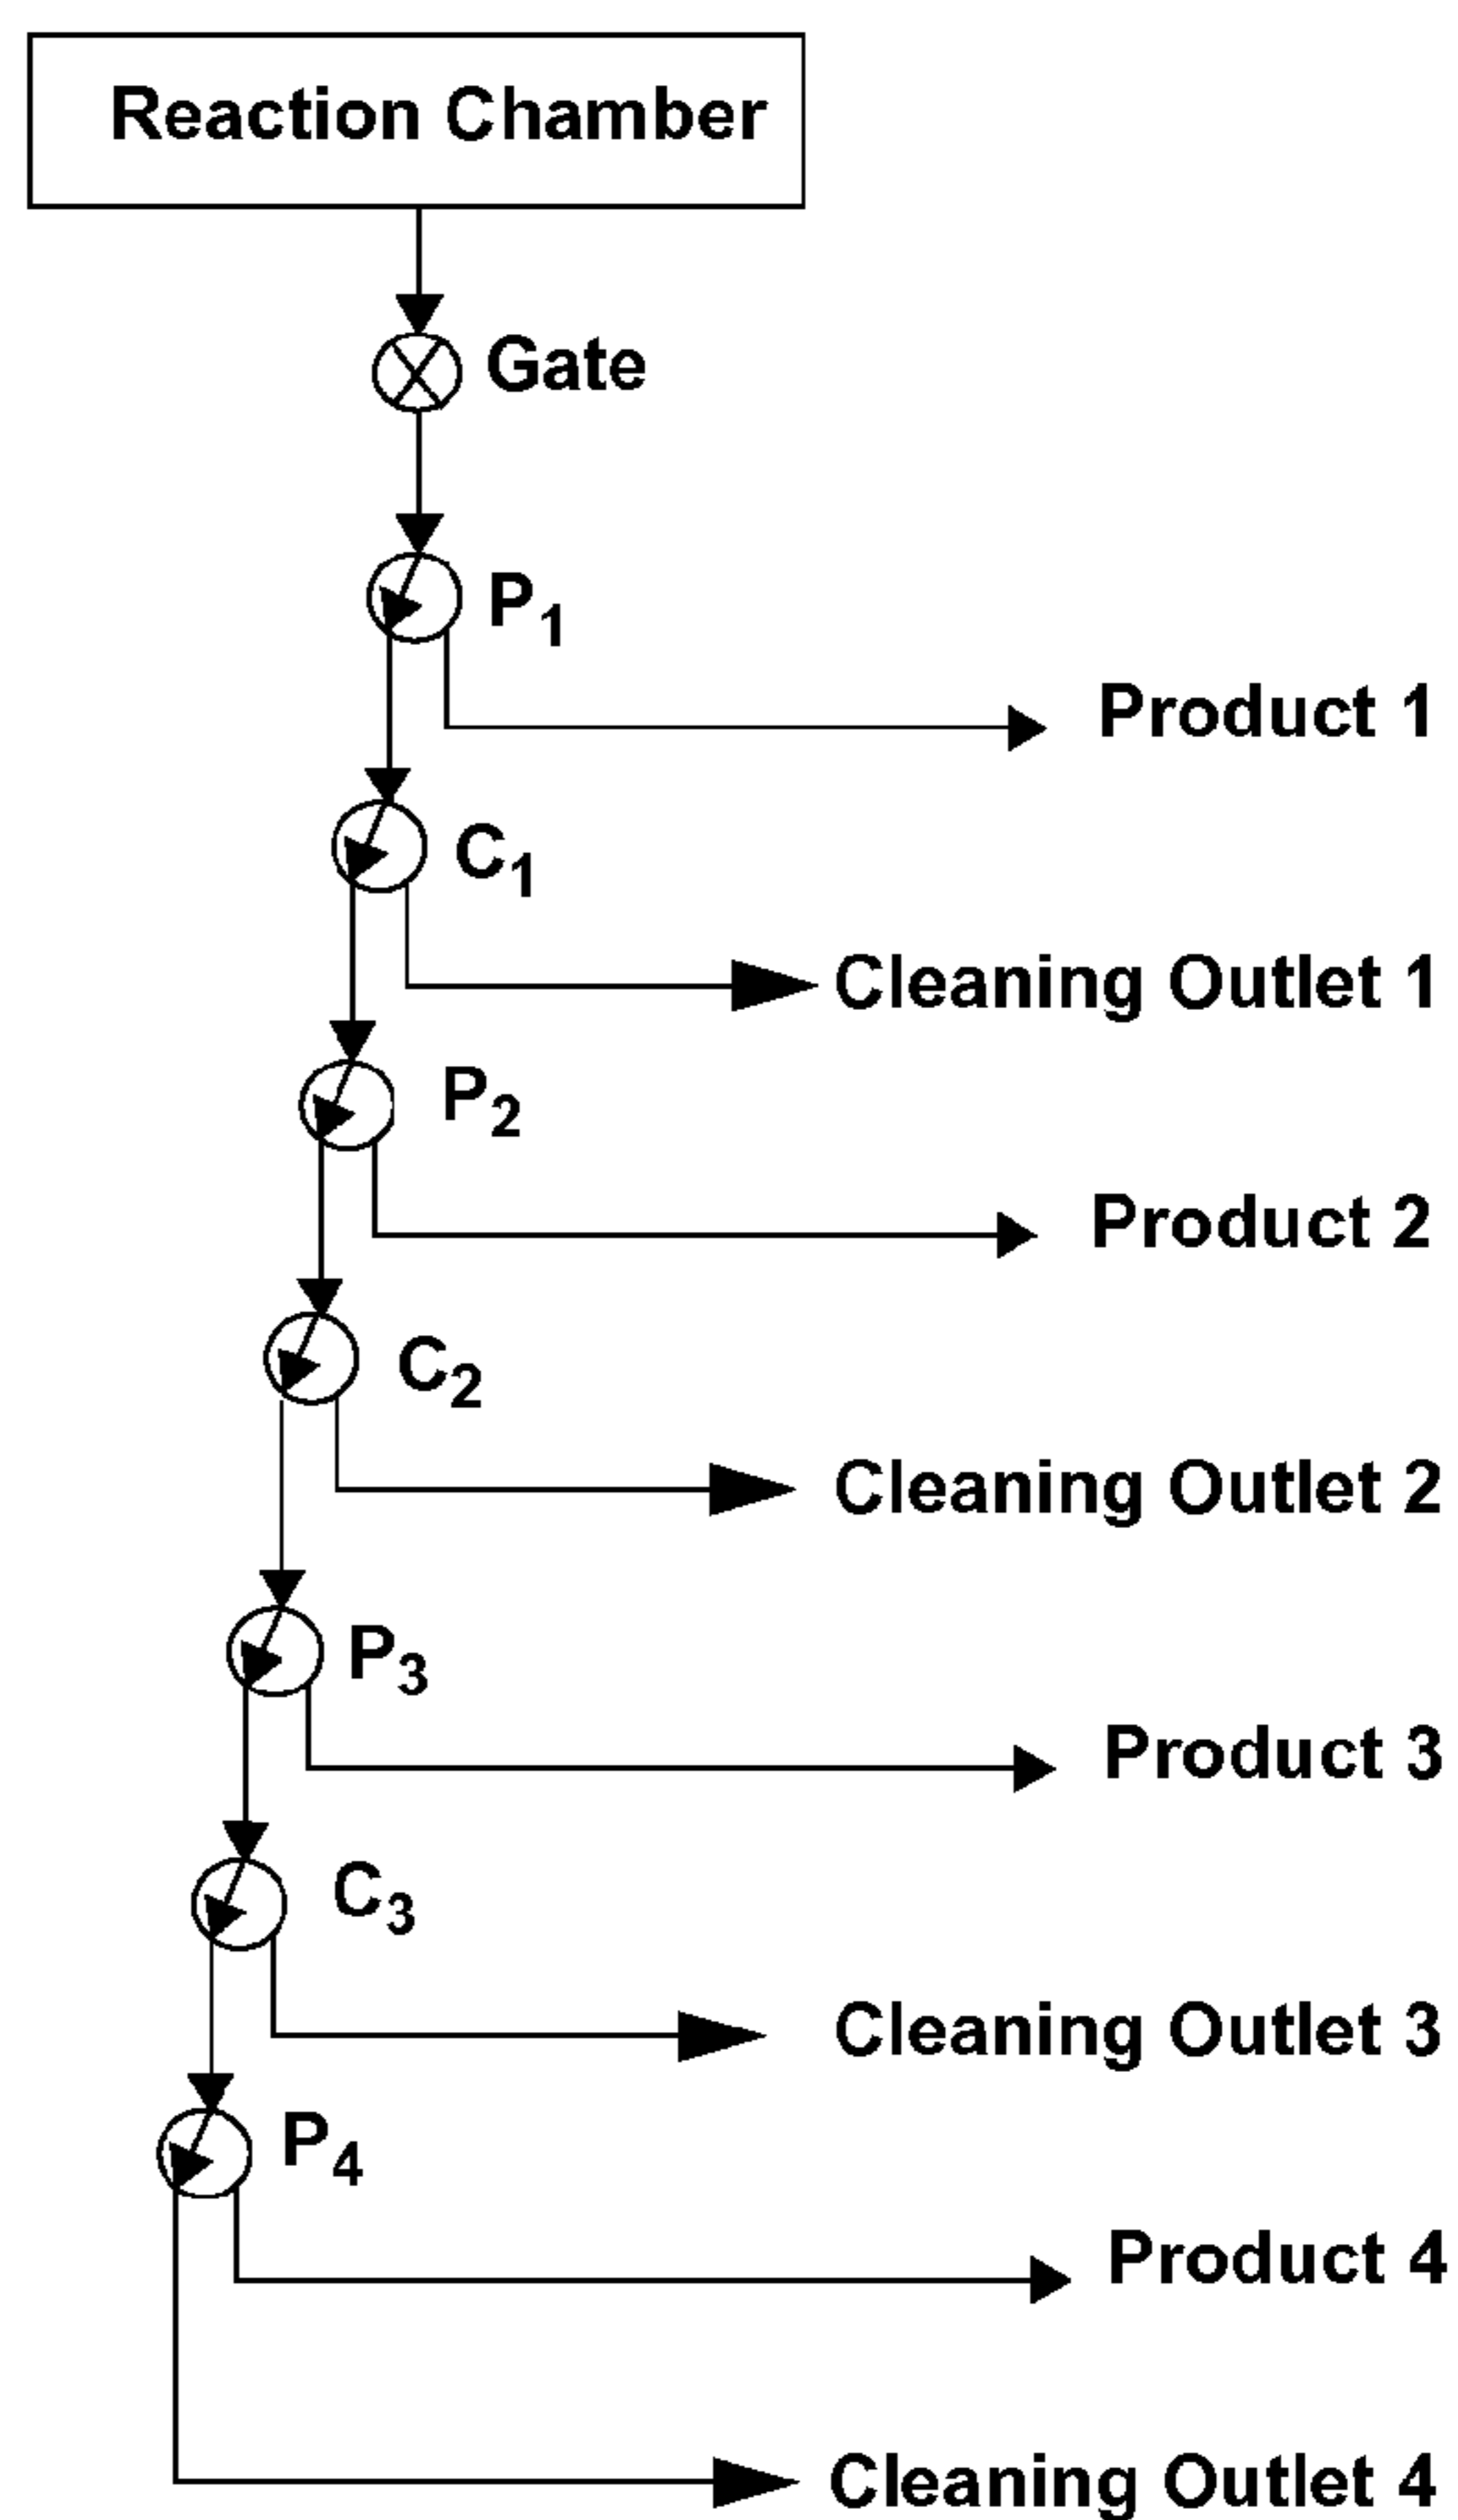 Reaction Chamber
Gate
P1
Product 1
C1
Cleaning Outlet 1
P2
Product 2
C2
Cleaning Outlet 2
P3
Product 3
C3
Cleaning Outlet 3
P4
Product 4
Cleaning Outlet 4